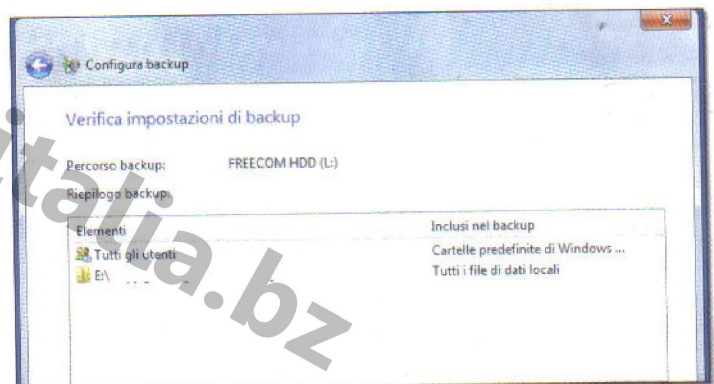 Configura backup
Verifica impostazioni di backup
Percorso backup: FREECOM HDD (L:)
Riepilogo backup:
Elementi Inclusi nel backup
Tutti gli utenti Cartelle predefinite di Windows ...
E:\ Tutti i file di dati locali
italia.bz